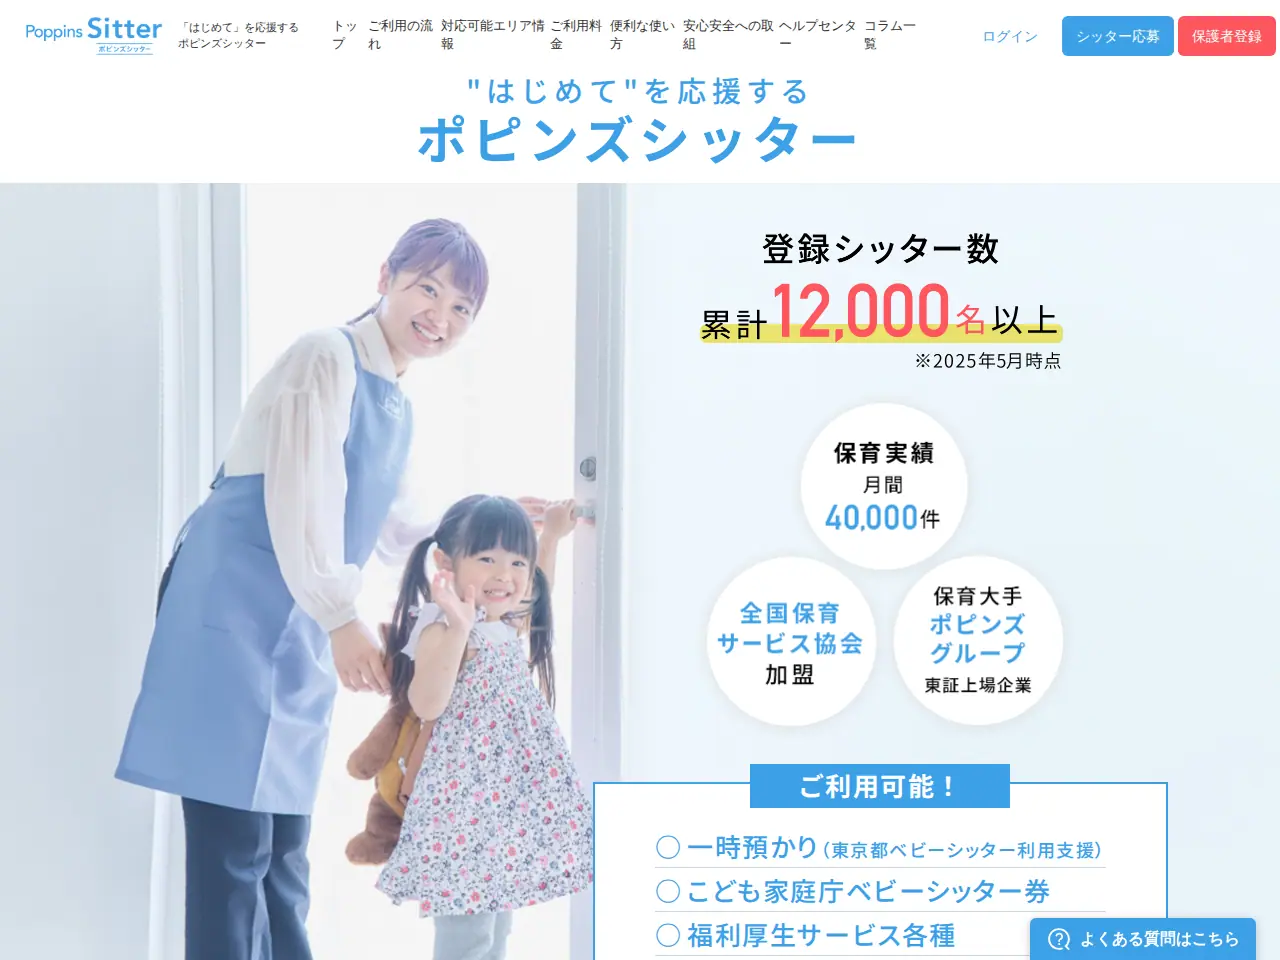 Poppins Sitter
ポピンズシッター
「はじめて」を応援する
ポピンズシッター
トップ
ご利用の流れ
対応可能エリア情報
ご利用料金
便利な使い方
安心安全への取組
ヘルプセンター
コラム一覧
ログイン
シッター応募
保護者登録
"はじめて"を応援する
ポピンズシッター
登録シッター数
累計12,000名以上
※2025年5月時点
保育実績
月間
40,000件
全国保育
サービス協会
加盟
保育大手
ポピンズ
グループ
東証上場企業
ご利用可能！
〇 一時預かり（東京都ベビーシッター利用支援）
〇 こども家庭庁ベビーシッター券
〇 福利厚生サービス各種
よくある質問はこちら